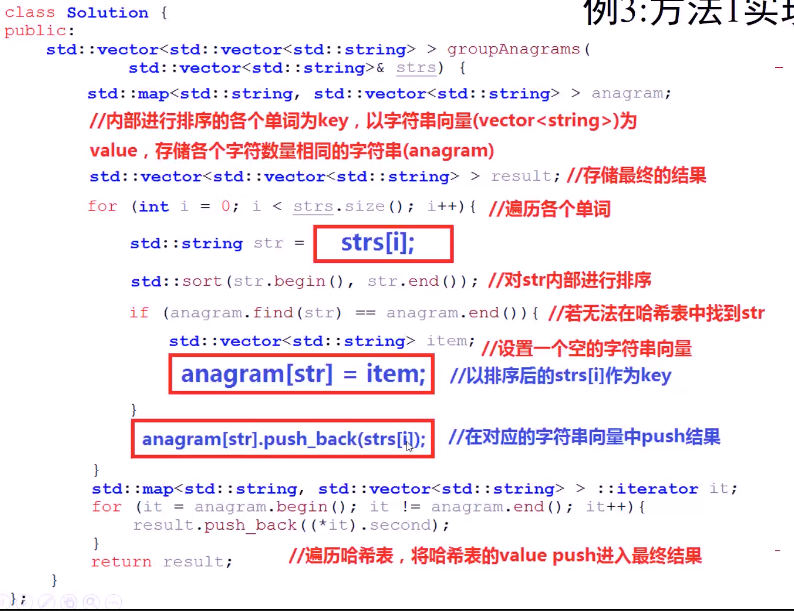 例3:方法1实现
class Solution {
public:
std::vector<std::vector<std::string> > groupAnagrams(
std::vector<std::string>& strs) {
std::map<std::string, std::vector<std::string> > anagram;
//内部进行排序的各个单词为key，以字符串向量(vector<string>)为
value，存储各个字符数量相同的字符串(anagram)
std::vector<std::vector<std::string> > result; //存储最终的结果
for (int i = 0; i < strs.size(); i++){ //遍历各个单词
std::string str = strs[i];
std::sort(str.begin(), str.end()); //对str内部进行排序
if (anagram.find(str) == anagram.end()){ //若无法在哈希表中找到str
std::vector<std::string> item; //设置一个空的字符串向量
anagram[str] = item; //以排序后的strs[i]作为key
}
anagram[str].push_back(strs[i]); //在对应的字符串向量中push结果
}
std::map<std::string, std::vector<std::string> > ::iterator it;
for (it = anagram.begin(); it != anagram.end(); it++){
result.push_back((*it).second);
}
return result; //遍历哈希表，将哈希表的value push进入最终结果
}
};